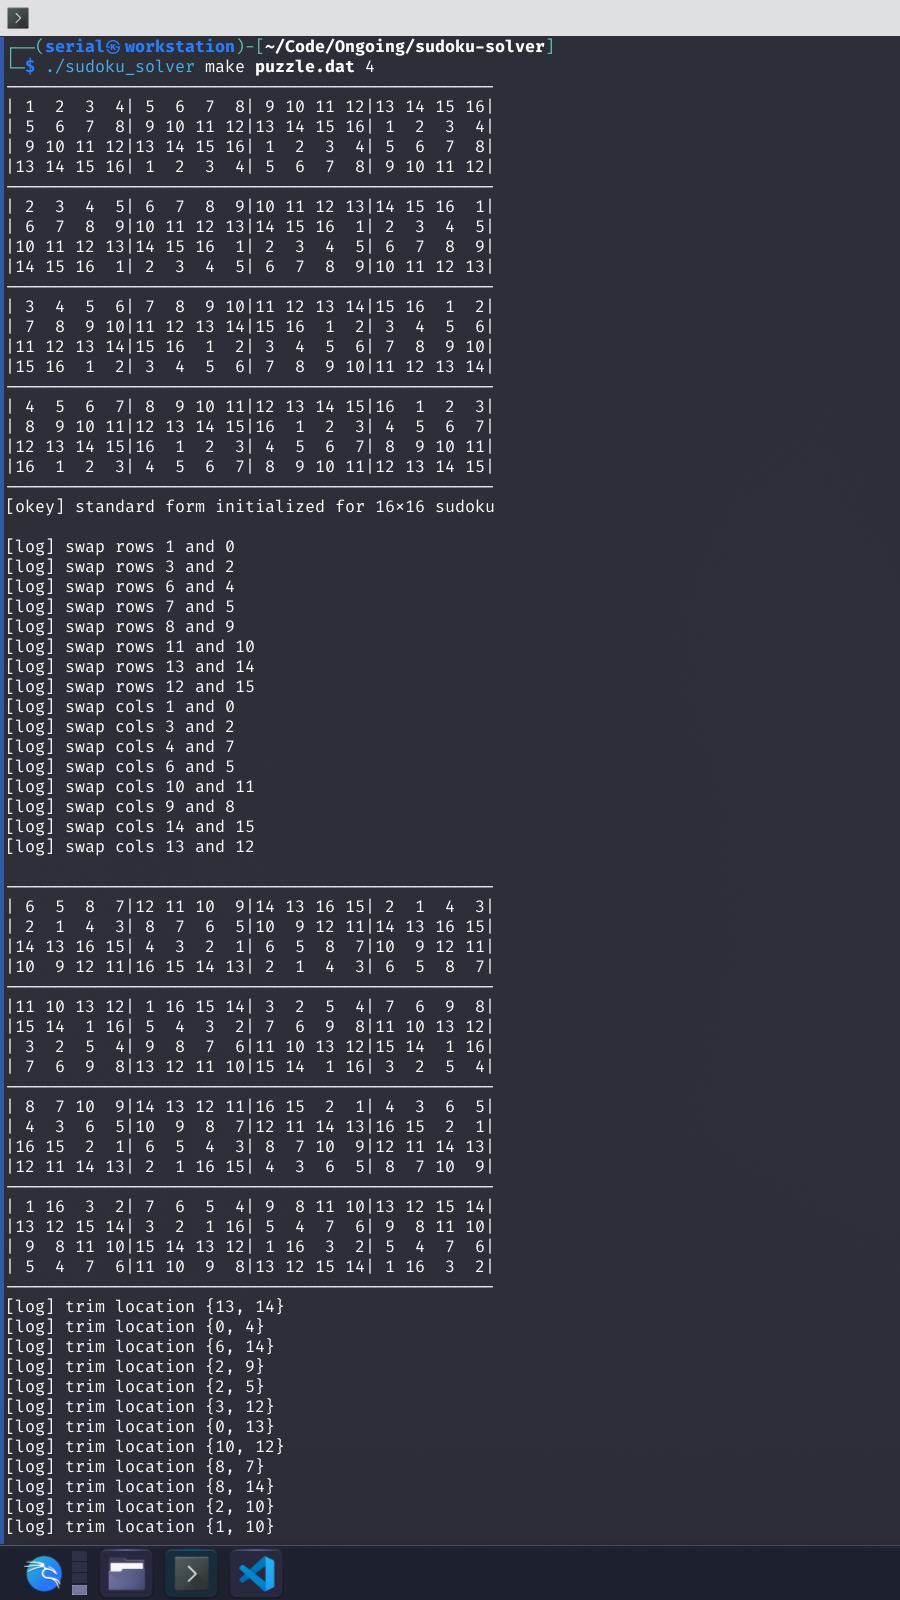 ┌──(serial㉿workstation)-[~/Code/Ongoing/sudoku-solver]
└─$ ./sudoku_solver make puzzle.dat 4
| 1  2  3  4| 5  6  7  8| 9 10 11 12|13 14 15 16|
| 5  6  7  8| 9 10 11 12|13 14 15 16| 1  2  3  4|
| 9 10 11 12|13 14 15 16| 1  2  3  4| 5  6  7  8|
|13 14 15 16| 1  2  3  4| 5  6  7  8| 9 10 11 12|
| 2  3  4  5| 6  7  8  9|10 11 12 13|14 15 16  1|
| 6  7  8  9|10 11 12 13|14 15 16  1| 2  3  4  5|
|10 11 12 13|14 15 16  1| 2  3  4  5| 6  7  8  9|
|14 15 16  1| 2  3  4  5| 6  7  8  9|10 11 12 13|
| 3  4  5  6| 7  8  9 10|11 12 13 14|15 16  1  2|
| 7  8  9 10|11 12 13 14|15 16  1  2| 3  4  5  6|
|11 12 13 14|15 16  1  2| 3  4  5  6| 7  8  9 10|
|15 16  1  2| 3  4  5  6| 7  8  9 10|11 12 13 14|
| 4  5  6  7| 8  9 10 11|12 13 14 15|16  1  2  3|
| 8  9 10 11|12 13 14 15|16  1  2  3| 4  5  6  7|
|12 13 14 15|16  1  2  3| 4  5  6  7| 8  9 10 11|
|16  1  2  3| 4  5  6  7| 8  9 10 11|12 13 14 15|
[okey] standard form initialized for 16×16 sudoku
[log] swap rows 1 and 0
[log] swap rows 3 and 2
[log] swap rows 6 and 4
[log] swap rows 7 and 5
[log] swap rows 8 and 9
[log] swap rows 11 and 10
[log] swap rows 13 and 14
[log] swap rows 12 and 15
[log] swap cols 1 and 0
[log] swap cols 3 and 2
[log] swap cols 4 and 7
[log] swap cols 6 and 5
[log] swap cols 10 and 11
[log] swap cols 9 and 8
[log] swap cols 14 and 15
[log] swap cols 13 and 12
| 6  5  8  7|12 11 10  9|14 13 16 15| 2  1  4  3|
| 2  1  4  3| 8  7  6  5|10  9 12 11|14 13 16 15|
|14 13 16 15| 4  3  2  1| 6  5  8  7|10  9 12 11|
|10  9 12 11|16 15 14 13| 2  1  4  3| 6  5  8  7|
|11 10 13 12| 1 16 15 14| 3  2  5  4| 7  6  9  8|
|15 14  1 16| 5  4  3  2| 7  6  9  8|11 10 13 12|
| 3  2  5  4| 9  8  7  6|11 10 13 12|15 14  1 16|
| 7  6  9  8|13 12 11 10|15 14  1 16| 3  2  5  4|
| 8  7 10  9|14 13 12 11|16 15  2  1| 4  3  6  5|
| 4  3  6  5|10  9  8  7|12 11 14 13|16 15  2  1|
|16 15  2  1| 6  5  4  3| 8  7 10  9|12 11 14 13|
|12 11 14 13| 2  1 16 15| 4  3  6  5| 8  7 10  9|
| 1 16  3  2| 7  6  5  4| 9  8 11 10|13 12 15 14|
|13 12 15 14| 3  2  1 16| 5  4  7  6| 9  8 11 10|
| 9  8 11 10|15 14 13 12| 1 16  3  2| 5  4  7  6|
| 5  4  7  6|11 10  9  8|13 12 15 14| 1 16  3  2|
[log] trim location {13, 14}
[log] trim location {0, 4}
[log] trim location {6, 14}
[log] trim location {2, 9}
[log] trim location {2, 5}
[log] trim location {3, 12}
[log] trim location {0, 13}
[log] trim location {10, 12}
[log] trim location {8, 7}
[log] trim location {8, 14}
[log] trim location {2, 10}
[log] trim location {1, 10}